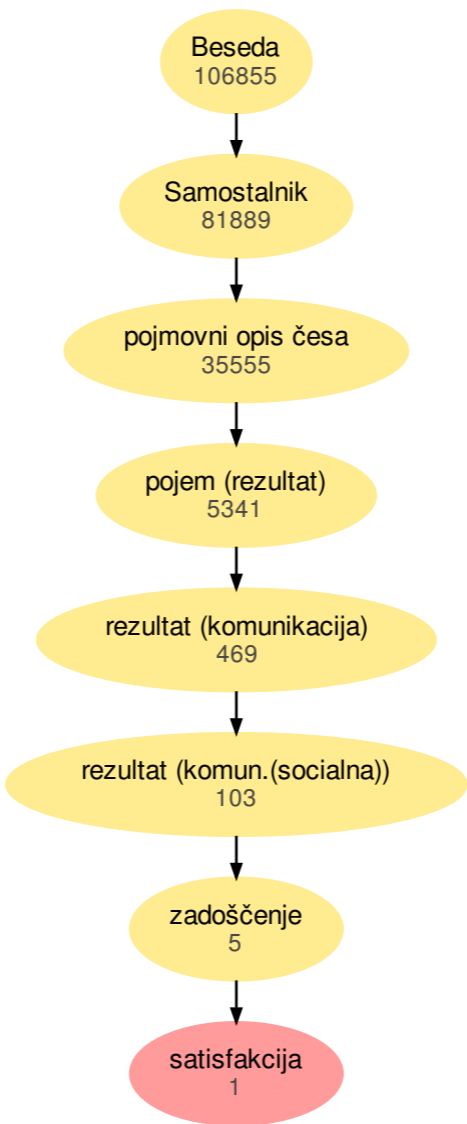 Beseda
106855
Samostalnik
81889
pojmovni opis česa
35555
pojem (rezultat)
5341
rezultat (komunikacija)
469
rezultat (komun.(socialna))
103
zadoščenje
5
satisfakcija
1